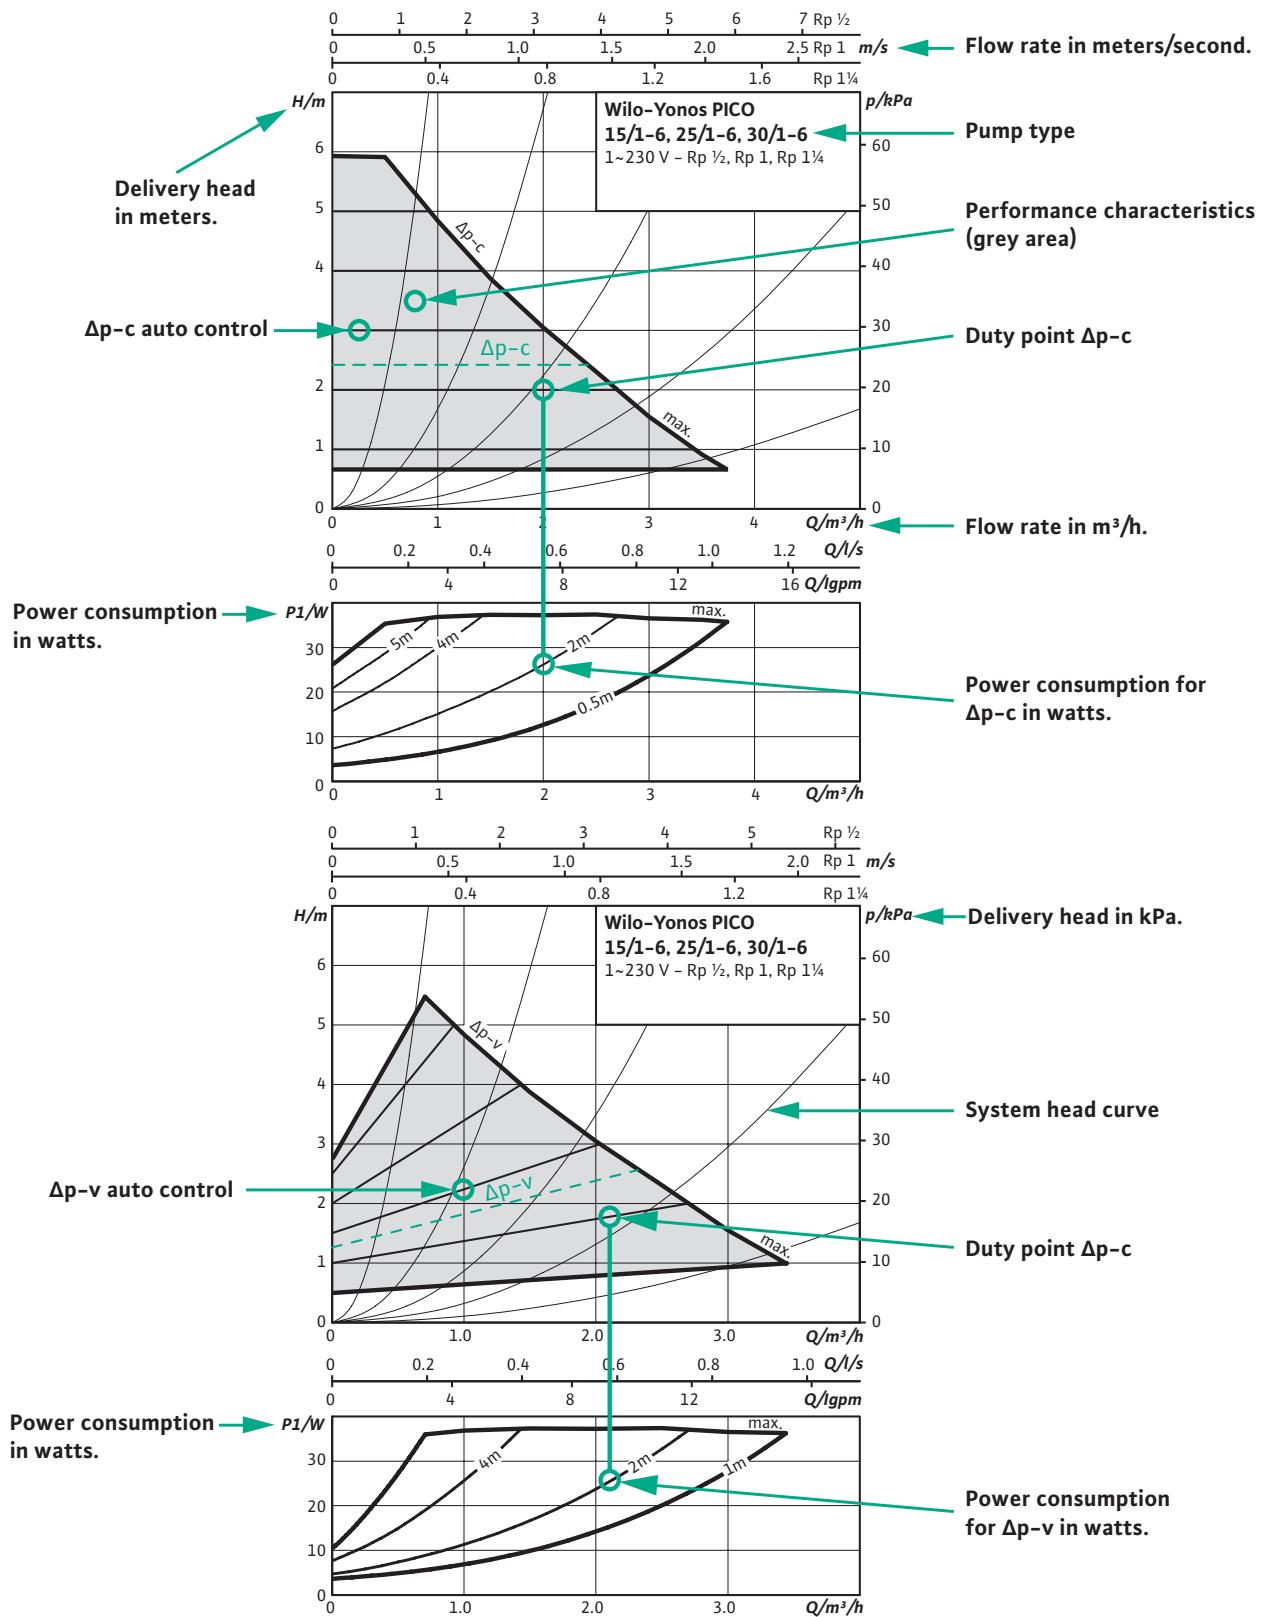 0 1 2 3 4 5 6 7 Rp ½
0 0.5 1.0 1.5 2.0 2.5 Rp 1 m/s
Flow rate in meters/second.
0 0.4 0.8 1.2 1.6 Rp 1¼
H/m
p/kPa
Wilo-Yonos PICO
15/1-6, 25/1-6, 30/1-6
1~230 V – Rp ½, Rp 1, Rp 1¼
Pump type
Delivery head
in meters.
Performance characteristics
(grey area)
6
5
4
2
1
0
60
50
40
30
20
10
0
Δp-c
Δp-c auto control
Δp-c
Duty point Δp-c
max.
0 1 2 3 4 Q/m³/h
Flow rate in m³/h.
0 0.2 0.4 0.6 0.8 1.0 1.2 Q/l/s
0 4 8 12 16 Q/Igpm
Power consumption
in watts.
P1/W
30
20
10
0
max.
5m
4m
2m
0.5m
Power consumption for
Δp-c in watts.
0 1 2 3 4 Q/m³/h
0 1 2 3 4 5 Rp ½
0 0.5 1.0 1.5 2.0 Rp 1 m/s
0 0.4 0.8 1.2 Rp 1¼
H/m
p/kPa
Delivery head in kPa.
Wilo-Yonos PICO
15/1-6, 25/1-6, 30/1-6
1~230 V – Rp ½, Rp 1, Rp 1¼
6
5
4
3
2
1
0
60
50
40
30
20
10
0
Δp-v
System head curve
Δp-v auto control
Δp-v
Duty point Δp-c
max.
0 1.0 2.0 3.0 Q/m³/h
0 0.2 0.4 0.6 0.8 1.0 Q/l/s
0 4 8 12 Q/Igpm
Power consumption
in watts.
P1/W
30
20
10
0
max.
4m
2m
1m
Power consumption
for Δp-v in watts.
0 1.0 2.0 3.0 Q/m³/h